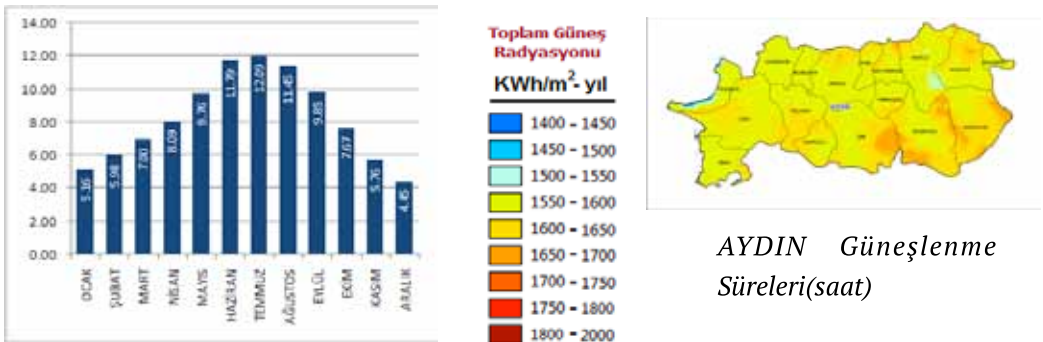 14.00
12.00
10.00
8.00
6.00
4.00
2.00
0.00
5.16
5.98
7.00
8.09
9.76
11.79
12.09
11.45
9.85
7.67
5.76
4.45
OCAK
ŞUBAT
MART
NİSAN
MAYIS
HAZİRAN
TEMMUZ
AĞUSTOS
EYLÜL
EKİM
KASIM
ARALIK
Toplam Güneş
Radyasyonu
KWh/m²- yıl
1400 - 1450
1450 - 1500
1500 - 1550
1550 - 1600
1600 - 1650
1650 - 1700
1700 - 1750
1750 - 1800
1800 - 2000
AYDIN Güneşlenme
Süreleri(saat)